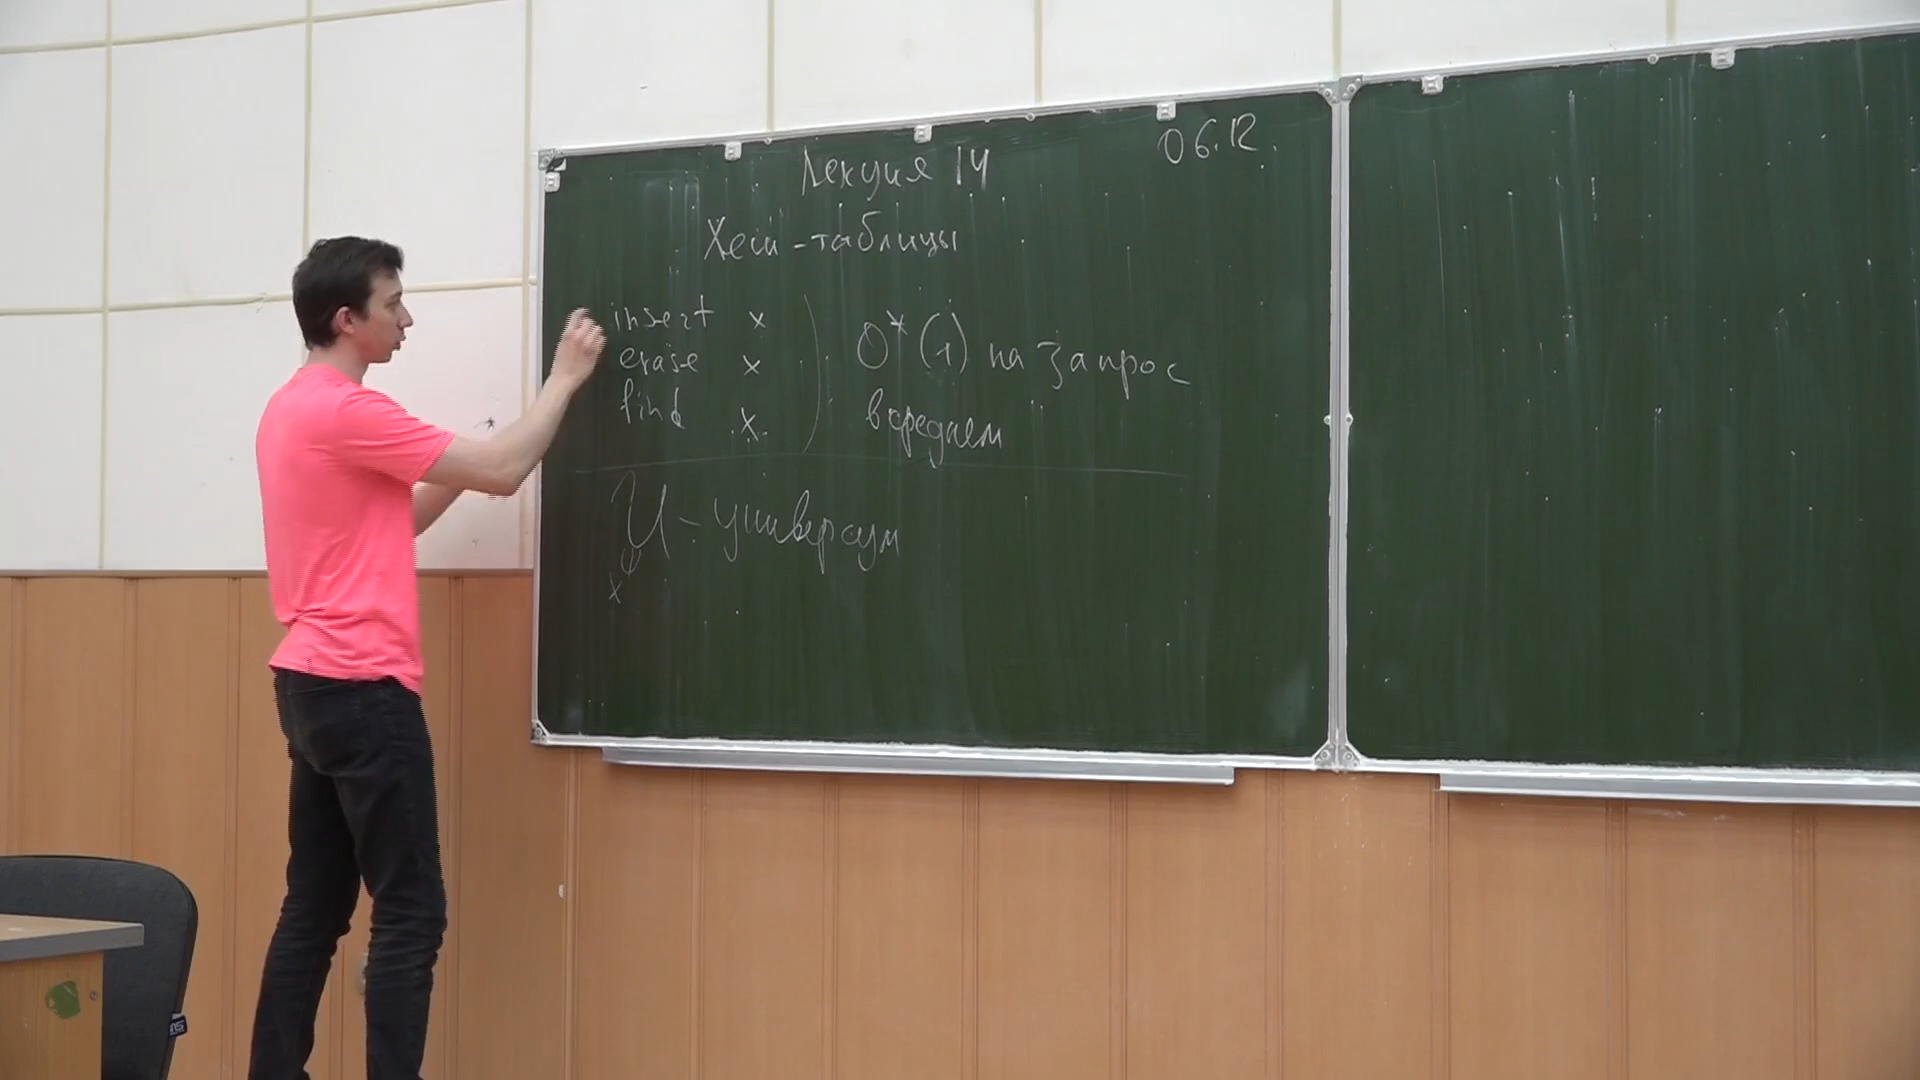 06.12.
Лекция 14
Хеш-таблицы
insert x
erase x
find x
O*(1) на запрос
в среднем
U - универсум
x